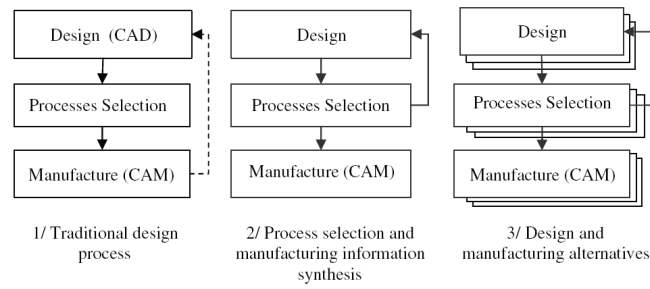 Design (CAD)
Processes Selection
Manufacture (CAM)
1/ Traditional design
process
Design
Processes Selection
Manufacture (CAM)
2/ Process selection and
manufacturing information
synthesis
Design
Processes Selection
Manufacture (CAM)
3/ Design and
manufacturing alternatives